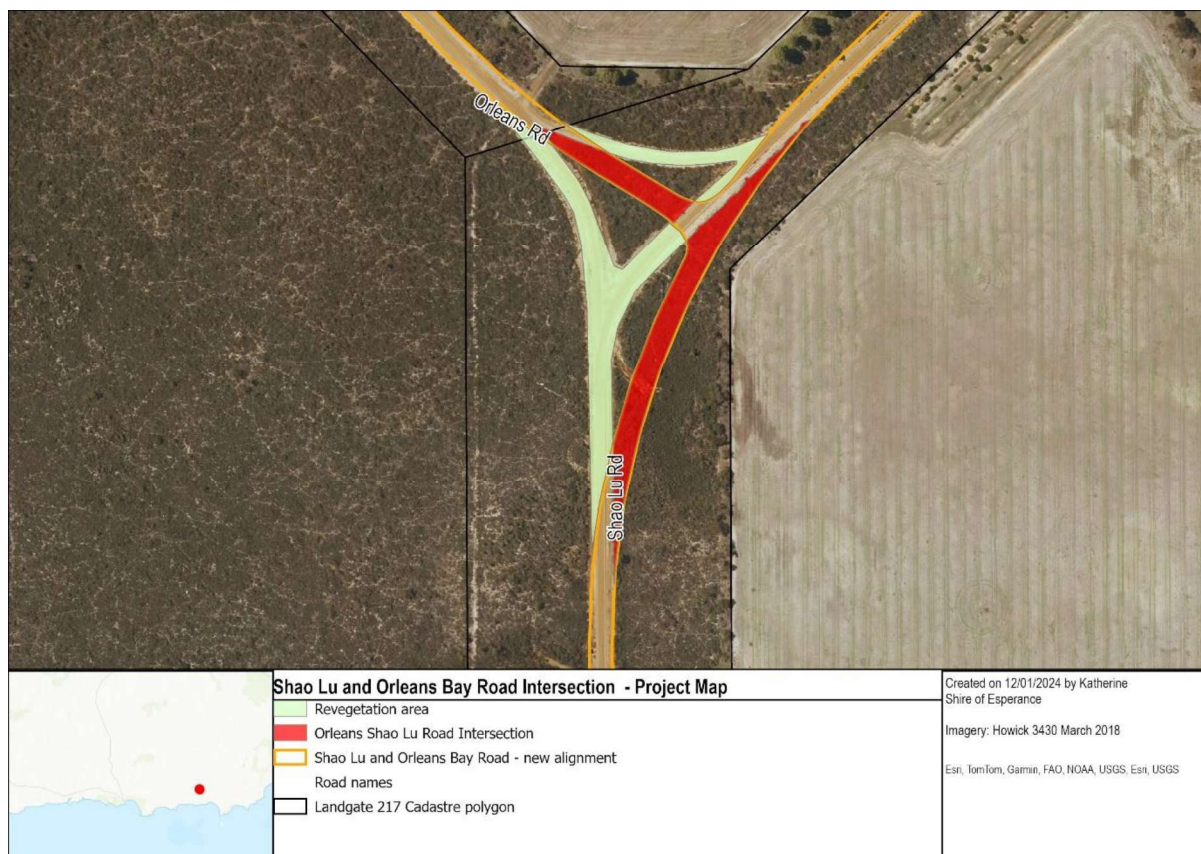 Orleans Rd
Shao Lu Rd
Shao Lu and Orleans Bay Road Intersection - Project Map
Revegetation area
Orleans Shao Lu Road Intersection
Shao Lu and Orleans Bay Road - new alignment
Road names
Landgate 217 Cadastre polygon
Created on 12/01/2024 by Katherine
Shire of Esperance
Imagery: Howick 3430 March 2018
Esri, TomTom, Garmin, FAO, NOAA, USGS, Esri, USGS